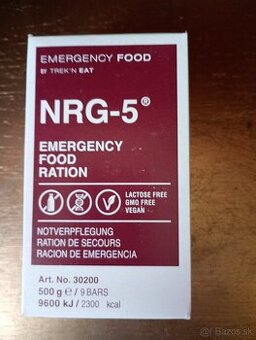 EMERGENCY FOOD
BY TREK'N EAT
NRG-5®
EMERGENCY
FOOD
RATION
LACTOSE FREE
GMO FREE
VEGAN
NOTVERPFLEGUNG
RATION DE SECOURS
RACION DE EMERGENCIA
Art. No. 30200
500 g e / 9 BARS
9600 kJ / 2300 kcal
Bazos.sk